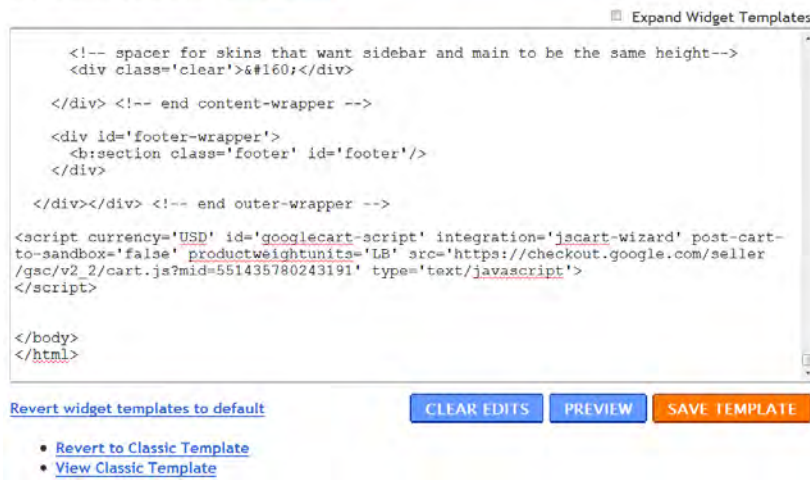 Expand Widget Templates
<!-- spacer for skins that want sidebar and main to be the same height-->
<div class='clear'>&#160;</div>
</div> <!-- end content-wrapper -->
<div id='footer-wrapper'>
<b:section class='footer' id='footer'/>
</div>
</div></div> <!-- end outer-wrapper -->
<script currency='USD' id='googlecart-script' integration='jscart-wizard' post-cart-
to-sandbox='false' productweightunits='LB' src='https://checkout.google.com/seller
/gsc/v2_2/cart.js?mid=551435780243191' type='text/javascript'>
</script>
</body>
</html>
Revert widget templates to default
CLEAR EDITS PREVIEW SAVE TEMPLATE
• Revert to Classic Template
• View Classic Template